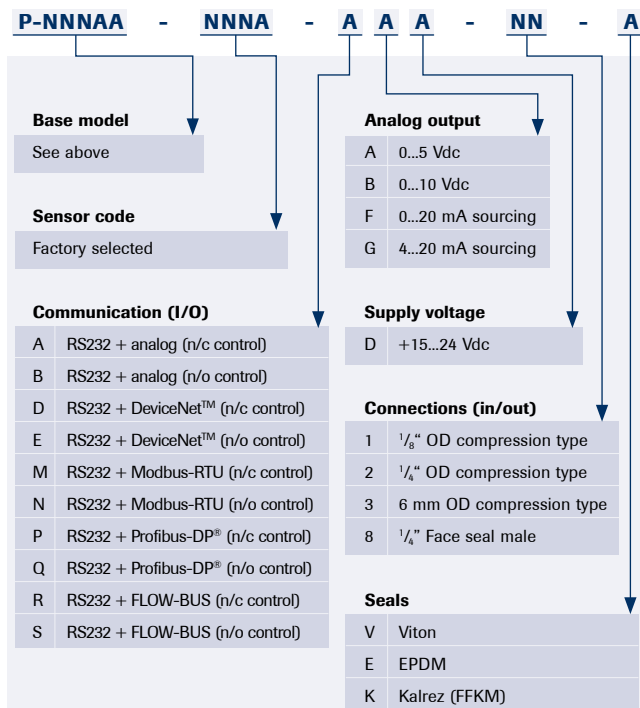 P-NNNAA - NNNA - A A A - NN - A
Base model
See above
Sensor code
Factory selected
Communication (I/O)
A RS232 + analog (n/c control)
B RS232 + analog (n/o control)
D RS232 + DeviceNet™ (n/c control)
E RS232 + DeviceNet™ (n/o control)
M RS232 + Modbus-RTU (n/c control)
N RS232 + Modbus-RTU (n/o control)
P RS232 + Profibus-DP® (n/c control)
Q RS232 + Profibus-DP® (n/o control)
R RS232 + FLOW-BUS (n/c control)
S RS232 + FLOW-BUS (n/o control)
Analog output
A 0...5 Vdc
B 0...10 Vdc
F 0...20 mA sourcing
G 4...20 mA sourcing
Supply voltage
D +15...24 Vdc
Connections (in/out)
1 1/8“ OD compression type
2 1/4“ OD compression type
3 6 mm OD compression type
8 1/4” Face seal male
Seals
V Viton
E EPDM
K Kalrez (FFKM)